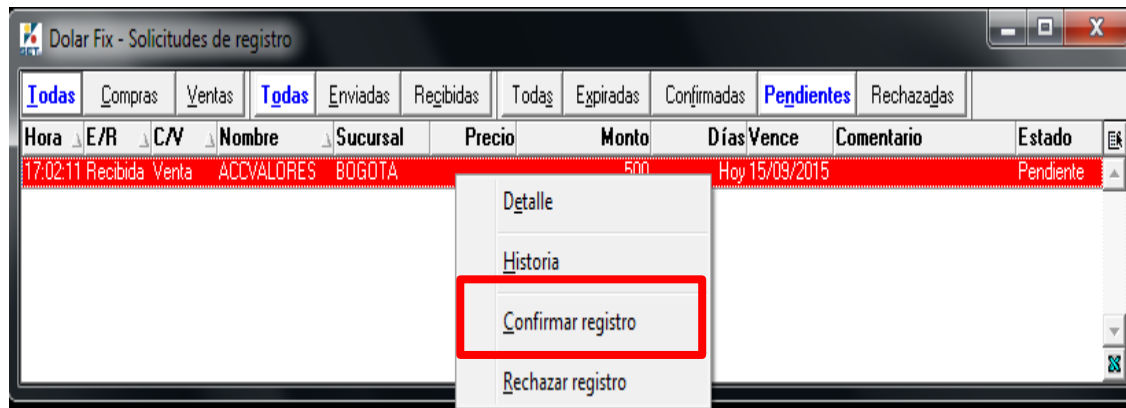 Dolar Fix - Solicitudes de registro
Todas Compras Ventas Todas Enviadas Recibidas Todas Expiradas Confirmadas Pendientes Rechazadas
Hora E/R C/V Nombre Sucursal Precio Monto Días Vence Comentario Estado
17:02:11 Recibida Venta ACCVALORES BOGOTA 500 Hoy 15/09/2015 Pendiente
Detalle
Historia
Confirmar registro
Rechazar registro